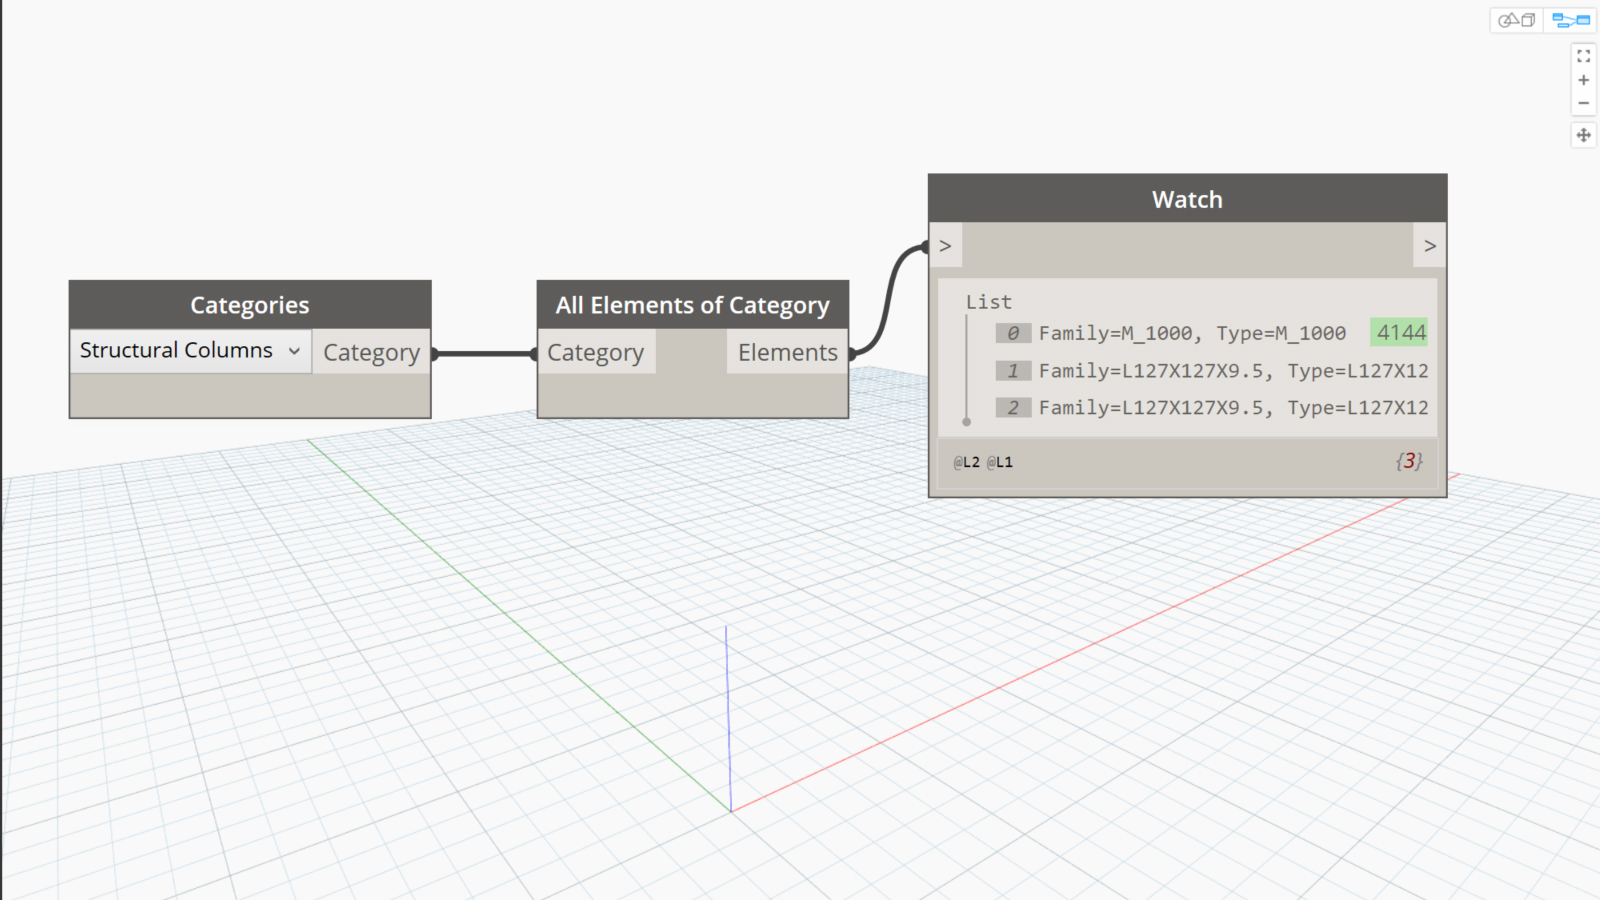 Categories
Structural Columns
Category
All Elements of Category
Category
Elements
Watch
>
>
List
0 Family=M_1000, Type=M_1000 4144
1 Family=L127X127X9.5, Type=L127X12
2 Family=L127X127X9.5, Type=L127X12
@L2 @L1
{3}